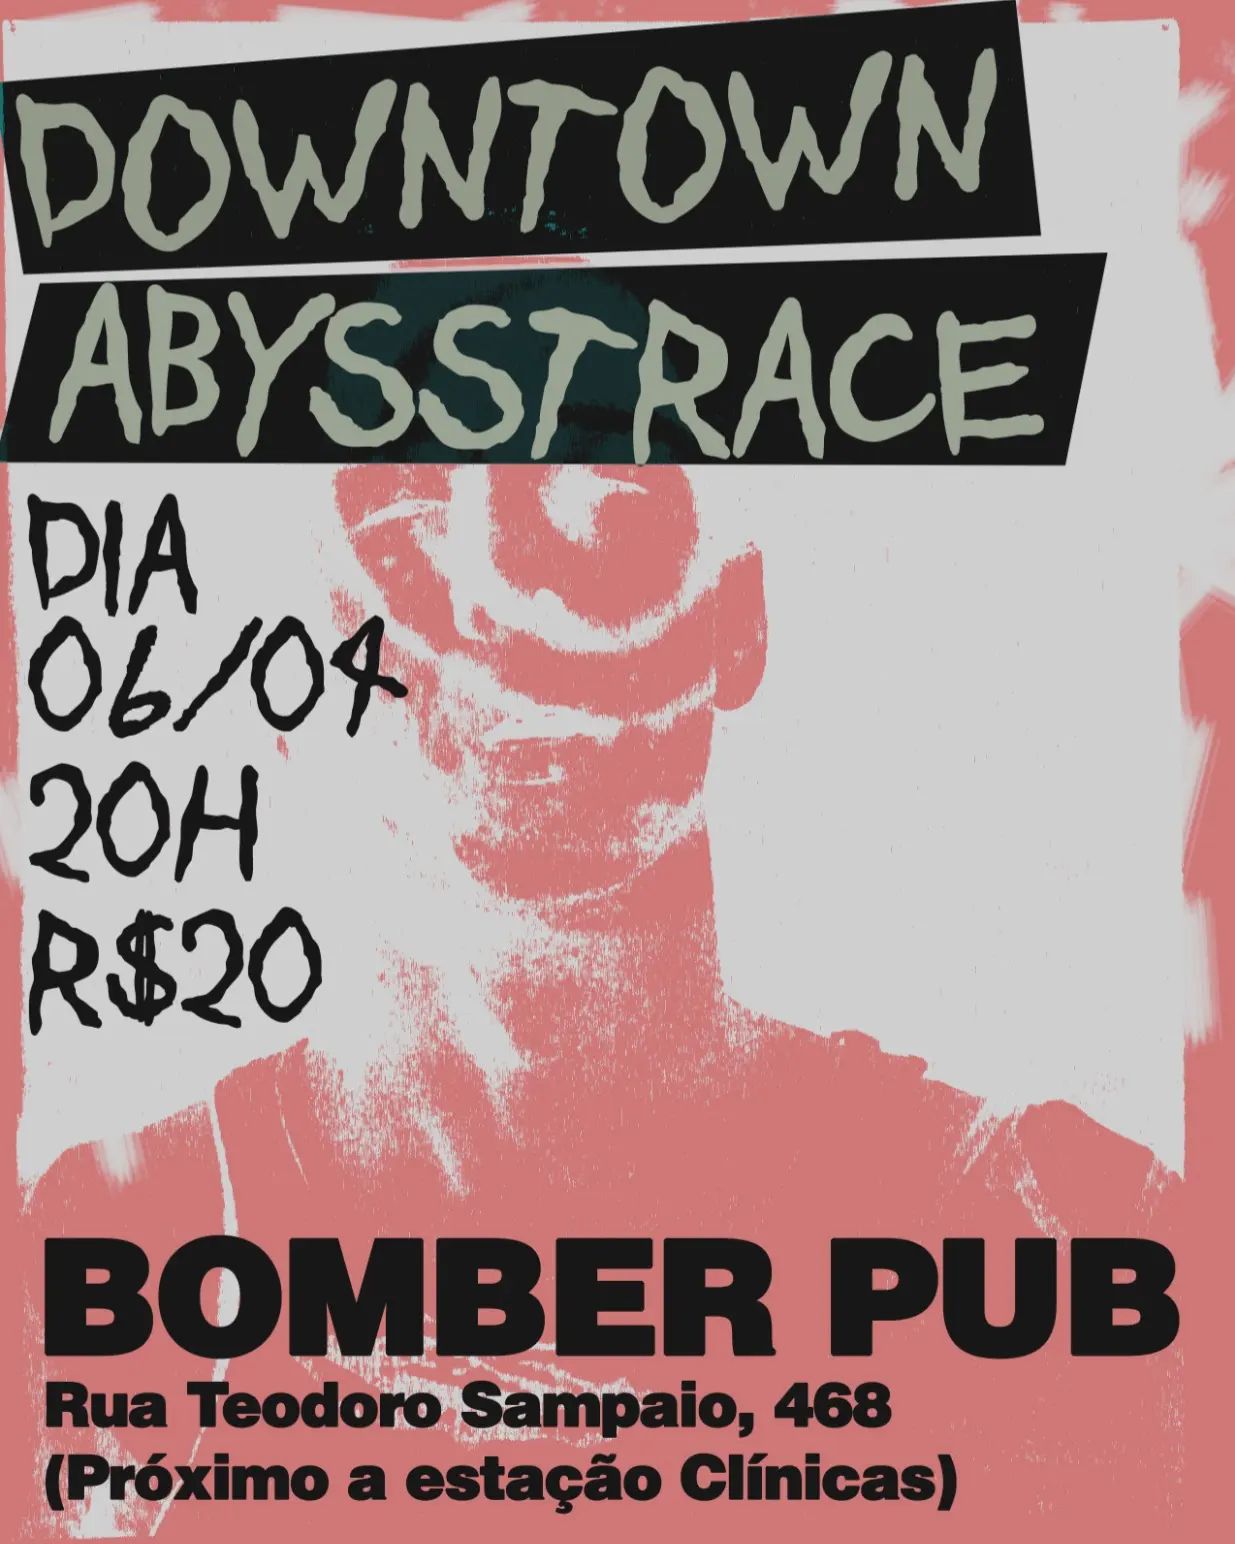 DOWNTOWN
ABYSSTRACE
DIA
06/04
20H
R$20
BOMBER PUB
Rua Teodoro Sampaio, 468
(Próximo a estação Clínicas)